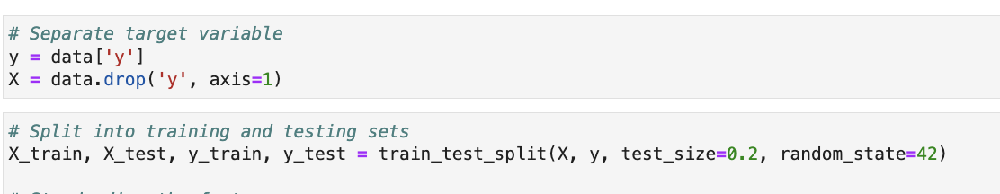 # Separate target variable
y = data['y']
X = data.drop('y', axis=1)
# Split into training and testing sets
X_train, X_test, y_train, y_test = train_test_split(X, y, test_size=0.2, random_state=42)